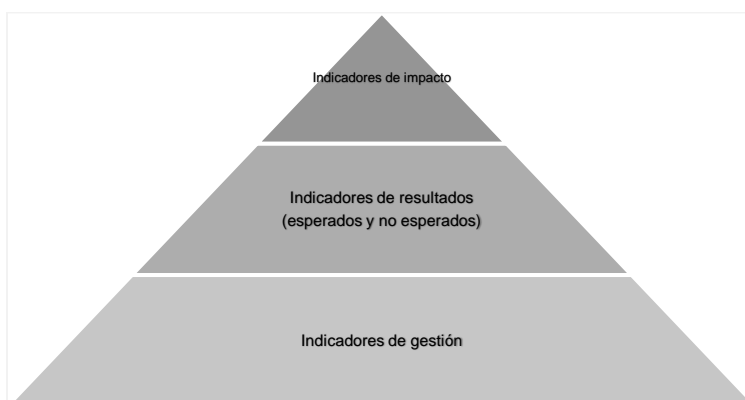 Indicadores de impacto
Indicadores de resultados
(esperados y no esperados)
Indicadores de gestión